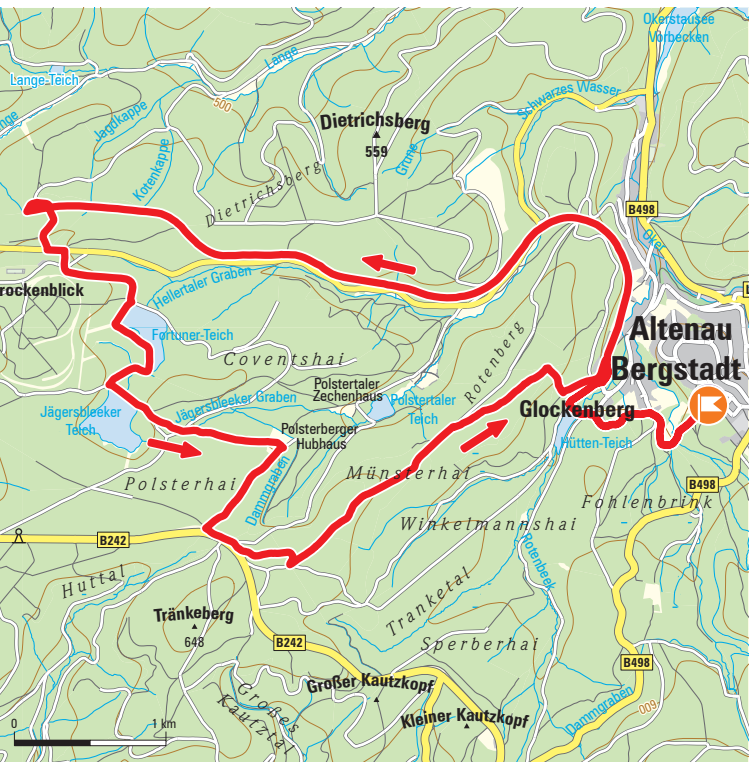 Okerstausee
Vorbecken
Lange-Teich
Lange
Schwarzes Wasser
500
Jagdkappe
Dietrichsberg
559
Grune
Kotenkappe
Dietrichsberg
B498
Oker
Hellertaler Graben
rockenblick
Fortuner-Teich
Altenau
Bergstadt
Coventshai
Rotenberg
Polstertaler
Zechenhaus
Polstertaler
Teich
Jägersbleeker Graben
Jägersbleeker
Teich
Glockenberg
Polsterberger
Hubhaus
Hütten-Teich
Münsterhai
Polsterhai
Dammgraben
B498
Fohlenbrink
Winkelmannshai
B242
Rotenbeek
Huttal
Tranketal
Tränkeberg
648
B242
Sperberhai
B498
Großer Kautzkopf
Großes
Kautztal
Dammgraben
600
Kleiner Kautzkopf
0
1 km